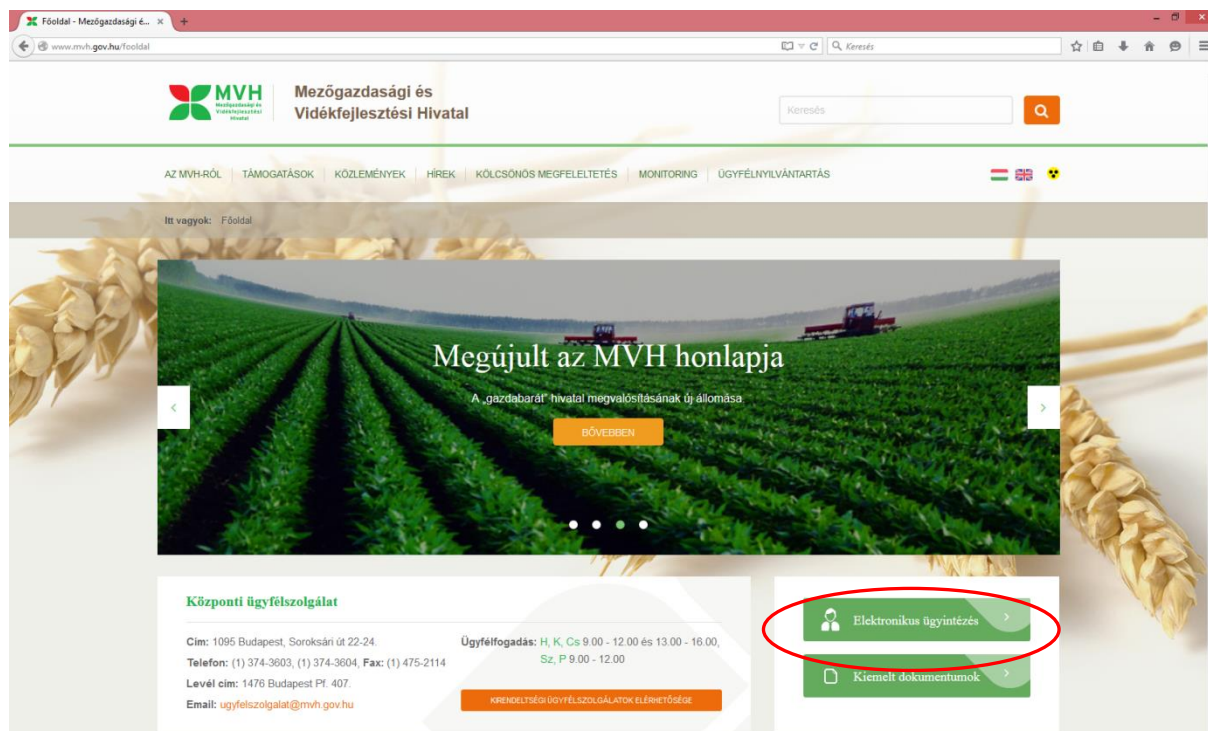 Főoldal - Mezőgazdasági é...
www.mvh.gov.hu/fooldal
Keresés
MVH
Mezőgazdasági és
Vidékfejlesztési
Hivatal
Mezőgazdasági és
Vidékfejlesztési Hivatal
Keresés
AZ MVH-RÓL TÁMOGATÁSOK KÖZLEMÉNYEK HÍREK KÖLCSÖNÖS MEGFELELTETÉS MONITORING ÜGYFÉLNYILVÁNTARTÁS
Itt vagyok: Főoldal
Megújult az MVH honlapja
A „gazdabarát” hivatal megvalósításának új állomása.
BŐVEBBEN
Központi ügyfélszolgálat
Cím: 1095 Budapest, Soroksári út 22-24.
Telefon: (1) 374-3603, (1) 374-3604, Fax: (1) 475-2114
Levél cím: 1476 Budapest Pf. 407.
Email: ugyfelszolgalat@mvh.gov.hu
Ügyfélfogadás: H, K, Cs 9.00 - 12.00 és 13.00 - 16.00,
Sz, P 9.00 - 12.00
KIRENDELTSÉGI ÜGYFÉLSZOLGÁLATOK ELÉRHETŐSÉGE
Elektronikus ügyintézés
Kiemelt dokumentumok